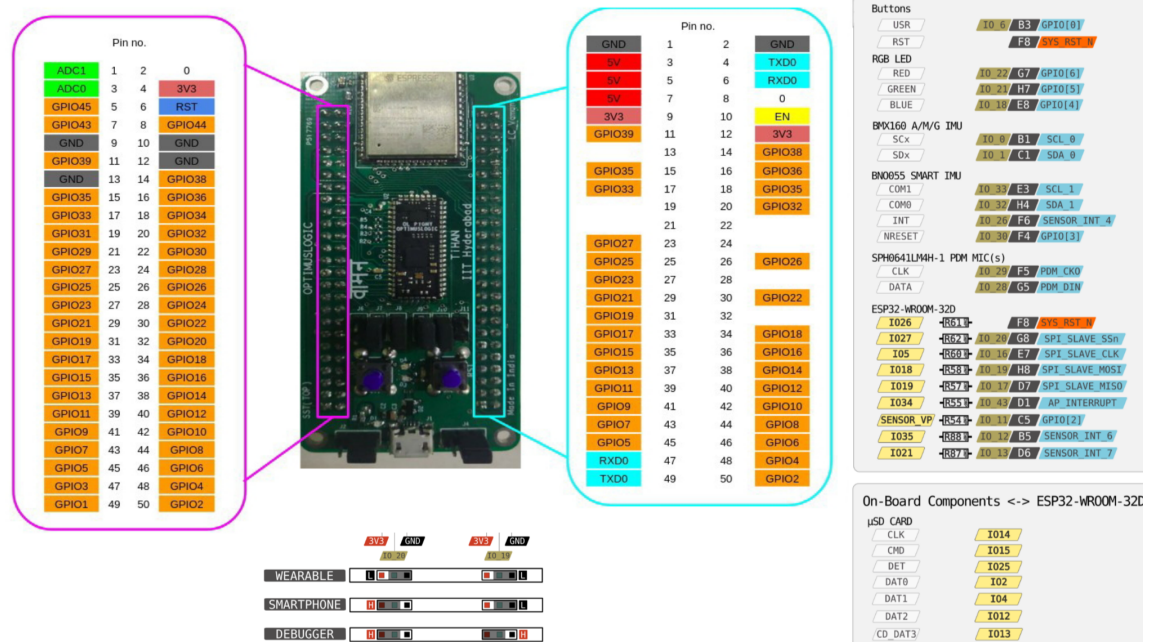 Pin no.
ADC1 1 2 0
ADC0 3 4 3V3
GPIO45 5 6 RST
GPIO43 7 8 GPIO44
GND 9 10 GND
GPIO39 11 12 GND
GND 13 14 GPIO38
GPIO35 15 16 GPIO36
GPIO33 17 18 GPIO34
GPIO31 19 20 GPIO32
GPIO29 21 22 GPIO30
GPIO27 23 24 GPIO28
GPIO25 25 26 GPIO26
GPIO23 27 28 GPIO24
GPIO21 29 30 GPIO22
GPIO19 31 32 GPIO20
GPIO17 33 34 GPIO18
GPIO15 35 36 GPIO16
GPIO13 37 38 GPIO14
GPIO11 39 40 GPIO12
GPIO9 41 42 GPIO10
GPIO7 43 44 GPIO8
GPIO5 45 46 GPIO6
GPIO3 47 48 GPIO4
GPIO1 49 50 GPIO2
OPTIMUSLOGIC
वामन
QL PYGMY
OPTIMUSLOGIC
TiHAN
IIT Hyderabad
Made In India
Pin no.
GND 1 2 GND
5V 3 4 TXD0
5V 5 6 RXD0
5V 7 8 0
3V3 9 10 EN
GPIO39 11 12 3V3
13 14 GPIO38
GPIO35 15 16 GPIO36
GPIO33 17 18 GPIO35
19 20 GPIO32
21 22
GPIO27 23 24
GPIO25 25 26 GPIO26
GPIO23 27 28
GPIO21 29 30 GPIO22
GPIO19 31 32
GPIO17 33 34 GPIO18
GPIO15 35 36 GPIO16
GPIO13 37 38 GPIO14
GPIO11 39 40 GPIO12
GPIO9 41 42 GPIO10
GPIO7 43 44 GPIO8
GPIO5 45 46 GPIO6
RXD0 47 48 GPIO4
TXD0 49 50 GPIO2
3V3 GND 3V3 GND
IO_20 IO_19
WEARABLE L L
SMARTPHONE H L
DEBUGGER H H
Buttons
USR IO_6 B3 GPIO[0]
RST F8 SYS_RST_N
RGB LED
RED IO_22 G7 GPIO[6]
GREEN IO_21 H7 GPIO[5]
BLUE IO_18 E8 GPIO[4]
BMX160 A/M/G IMU
SCx IO_0 B1 SCL_0
SDx IO_1 C1 SDA_0
BNO055 SMART IMU
COM1 IO_33 E3 SCL_1
COM0 IO_32 H4 SDA_1
INT IO_26 F6 SENSOR_INT_4
NRESET IO_30 F4 GPIO[3]
SPH0641LM4H-1 PDM MIC(s)
CLK IO_29 F5 PDM_CKO
DATA IO_28 G5 PDM_DIN
ESP32-WROOM-32D
IO26 R61 F8 SYS_RST_N
IO27 R62 IO_20 G8 SPI_SLAVE_SSn
IO5 R60 IO_16 E7 SPI_SLAVE_CLK
IO18 R58 IO_19 H8 SPI_SLAVE_MOSI
IO19 R57 IO_17 D7 SPI_SLAVE_MISO
IO34 R55 IO_43 D1 AP_INTERRUPT
SENSOR_VP R54 IO_11 C5 GPIO[2]
IO35 R88 IO_12 B5 SENSOR_INT_6
IO21 R87 IO_13 D6 SENSOR_INT_7
On-Board Components <-> ESP32-WROOM-32D
µSD CARD
CLK IO14
CMD IO15
DET IO25
DAT0 IO2
DAT1 IO4
DAT2 IO12
CD_DAT3 IO13